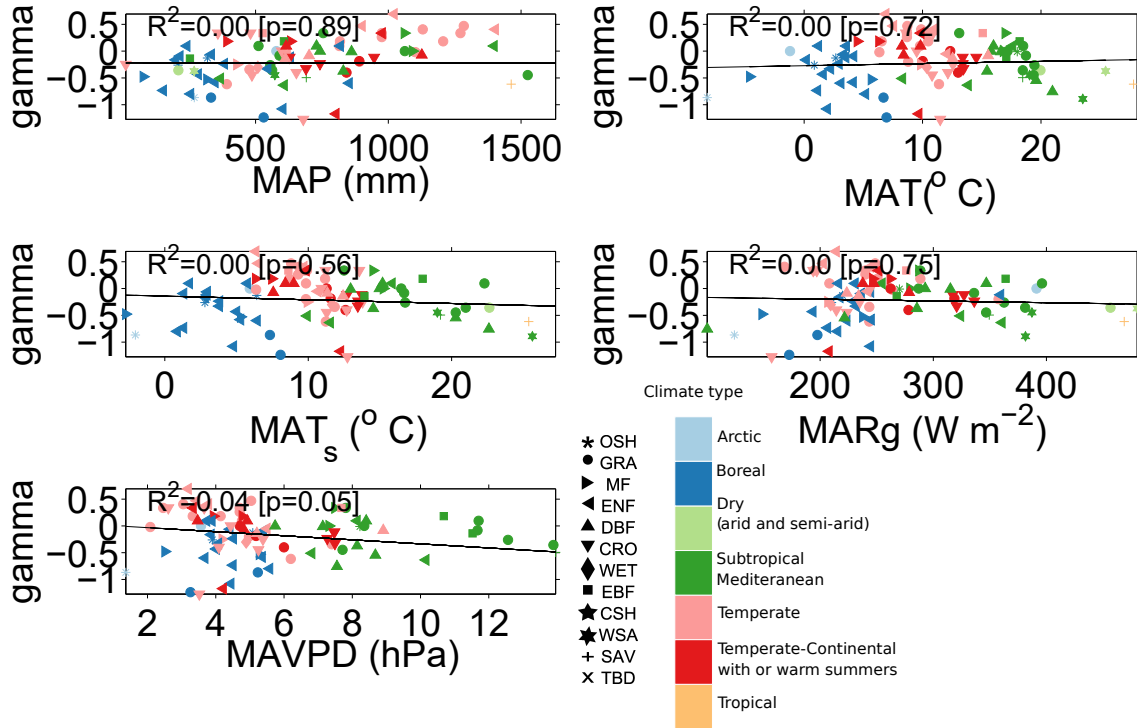 R²=0.00 [p=0.89]
gamma
0.5
0
−0.5
−1
500
1000
1500
MAP (mm)
R²=0.00 [p=0.72]
gamma
0.5
0
−0.5
−1
0
10
20
MAT(° C)
R²=0.00 [p=0.56]
gamma
0.5
0
−0.5
−1
0
10
20
MATₛ (° C)
R²=0.00 [p=0.75]
gamma
0.5
0
−0.5
−1
200
300
400
MARg (W m⁻²)
R²=0.04 [p=0.05]
gamma
0.5
0
−0.5
−1
2
4
6
8
10
12
MAVPD (hPa)
OSH
GRA
MF
ENF
DBF
CRO
WET
EBF
CSH
WSA
SAV
TBD
Climate type
Arctic
Boreal
Dry
(arid and semi-arid)
Subtropical
Mediteranean
Temperate
Temperate-Continental
with or warm summers
Tropical